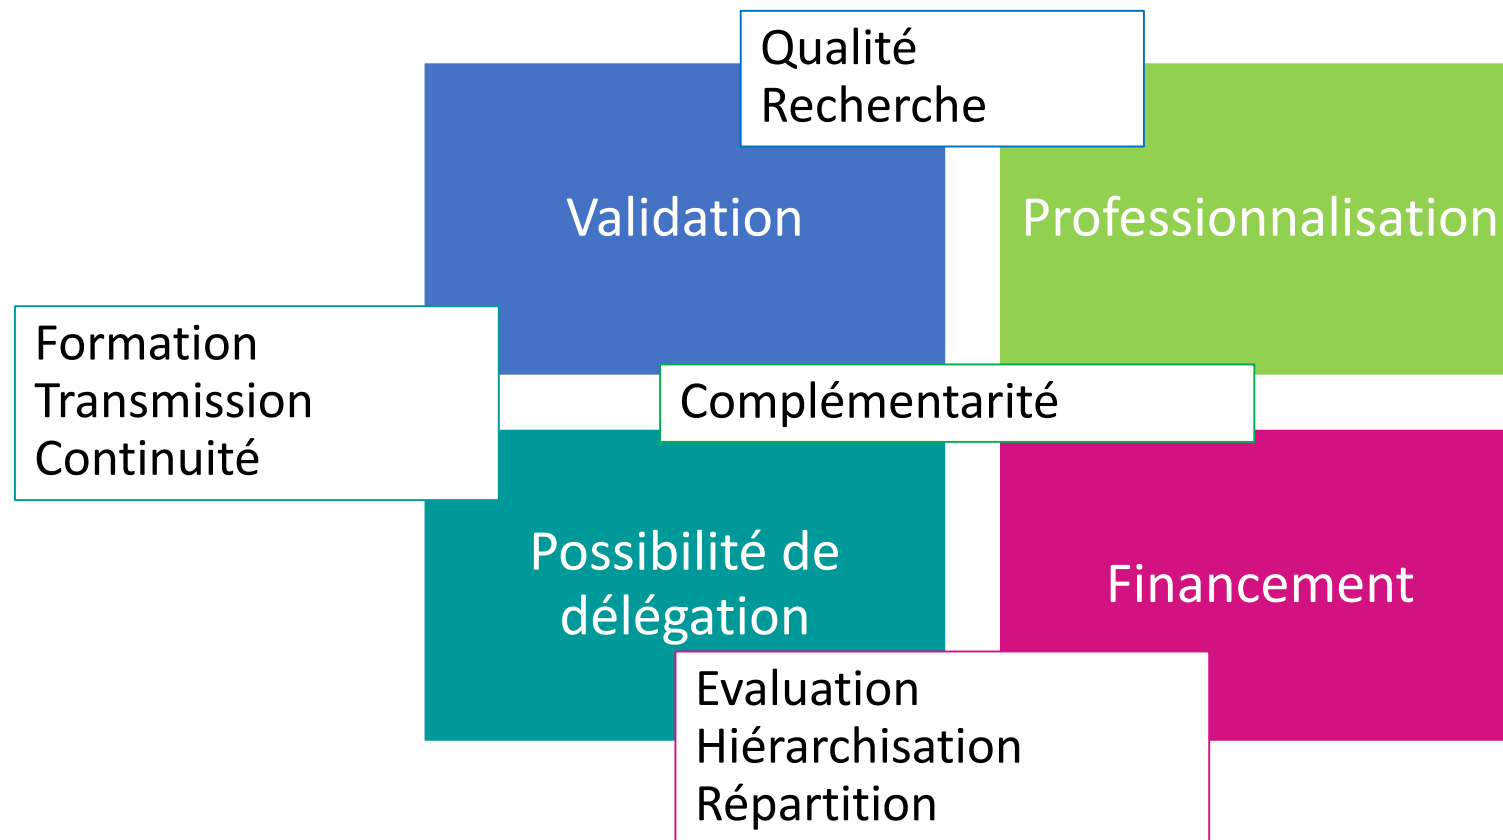 Qualité
Recherche
Validation
Professionnalisation
Formation
Transmission
Continuité
Complémentarité
Possibilité de
délégation
Financement
Evaluation
Hiérarchisation
Répartition